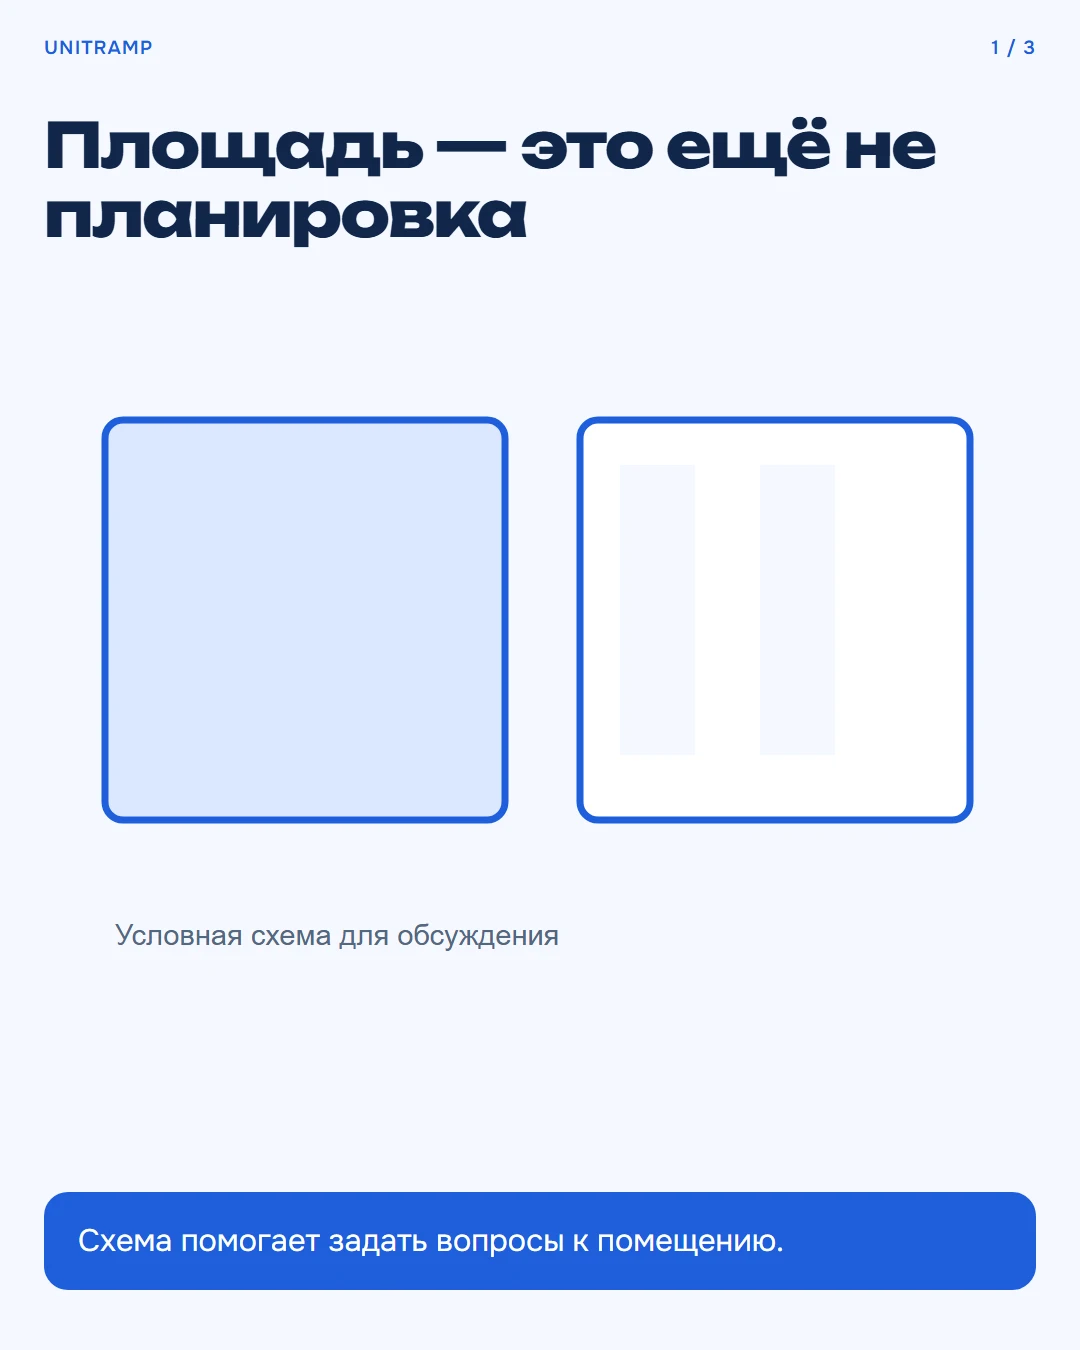 UNITRAMP
1 / 3
Площадь — это ещё не
планировка
Условная схема для обсуждения
Схема помогает задать вопросы к помещению.